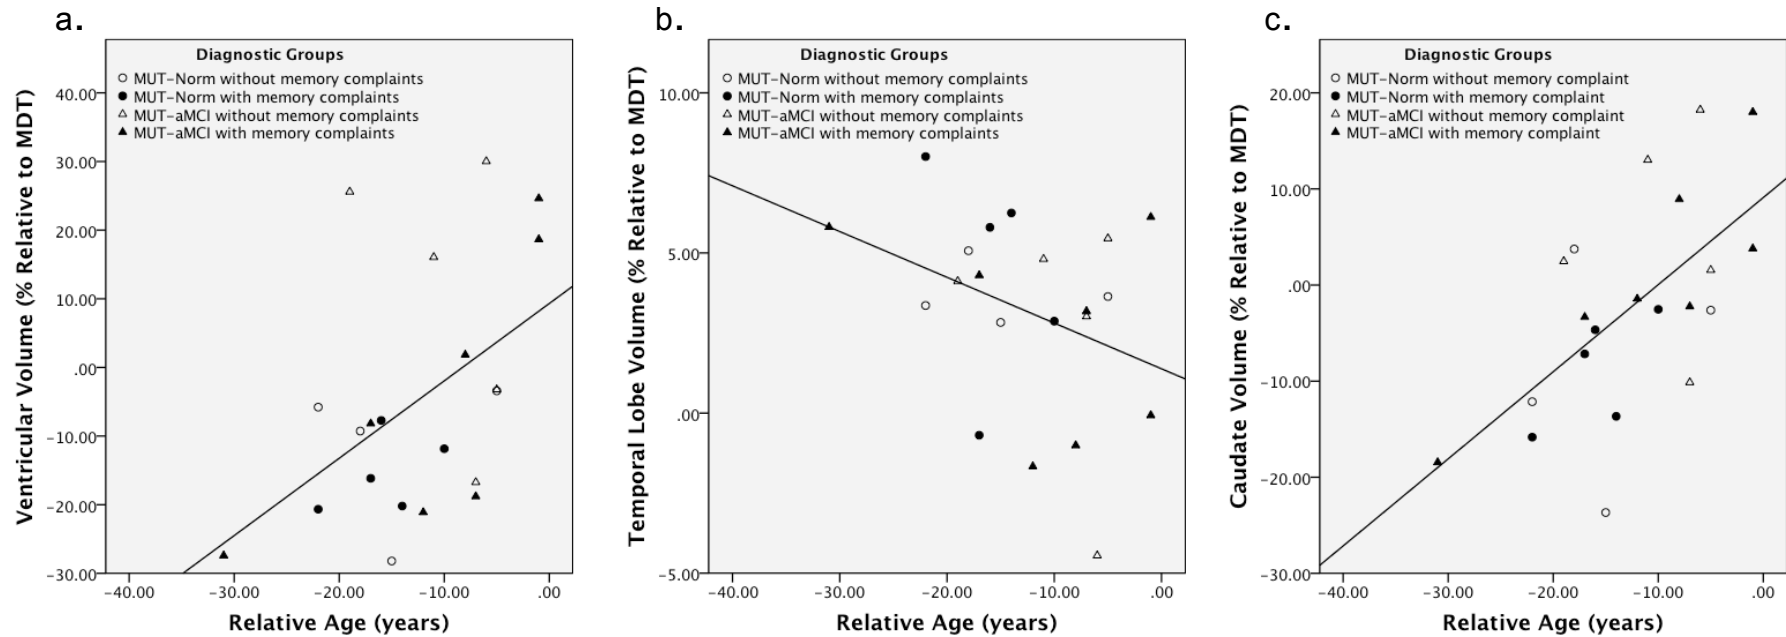 a.
Diagnostic Groups
MUT-Norm without memory complaints
MUT-Norm with memory complaints
MUT-aMCI without memory complaints
MUT-aMCI with memory complaints
Ventricular Volume (% Relative to MDT)
40.00
30.00
20.00
10.00
.00
-10.00
-20.00
-30.00
-40.00 -30.00 -20.00 -10.00 .00
Relative Age (years)
b.
Diagnostic Groups
MUT-Norm without memory complaints
MUT-Norm with memory complaints
MUT-aMCI without memory complaints
MUT-aMCI with memory complaints
Temporal Lobe Volume (% Relative to MDT)
10.00
5.00
.00
-5.00
-40.00 -30.00 -20.00 -10.00 .00
Relative Age (years)
c.
Diagnostic Groups
MUT-Norm without memory complaint
MUT-Norm with memory complaint
MUT-aMCI without memory complaint
MUT-aMCI with memory complaint
Caudate Volume (% Relative to MDT)
20.00
10.00
.00
-10.00
-20.00
-30.00
-40.00 -30.00 -20.00 -10.00 .00
Relative Age (years)